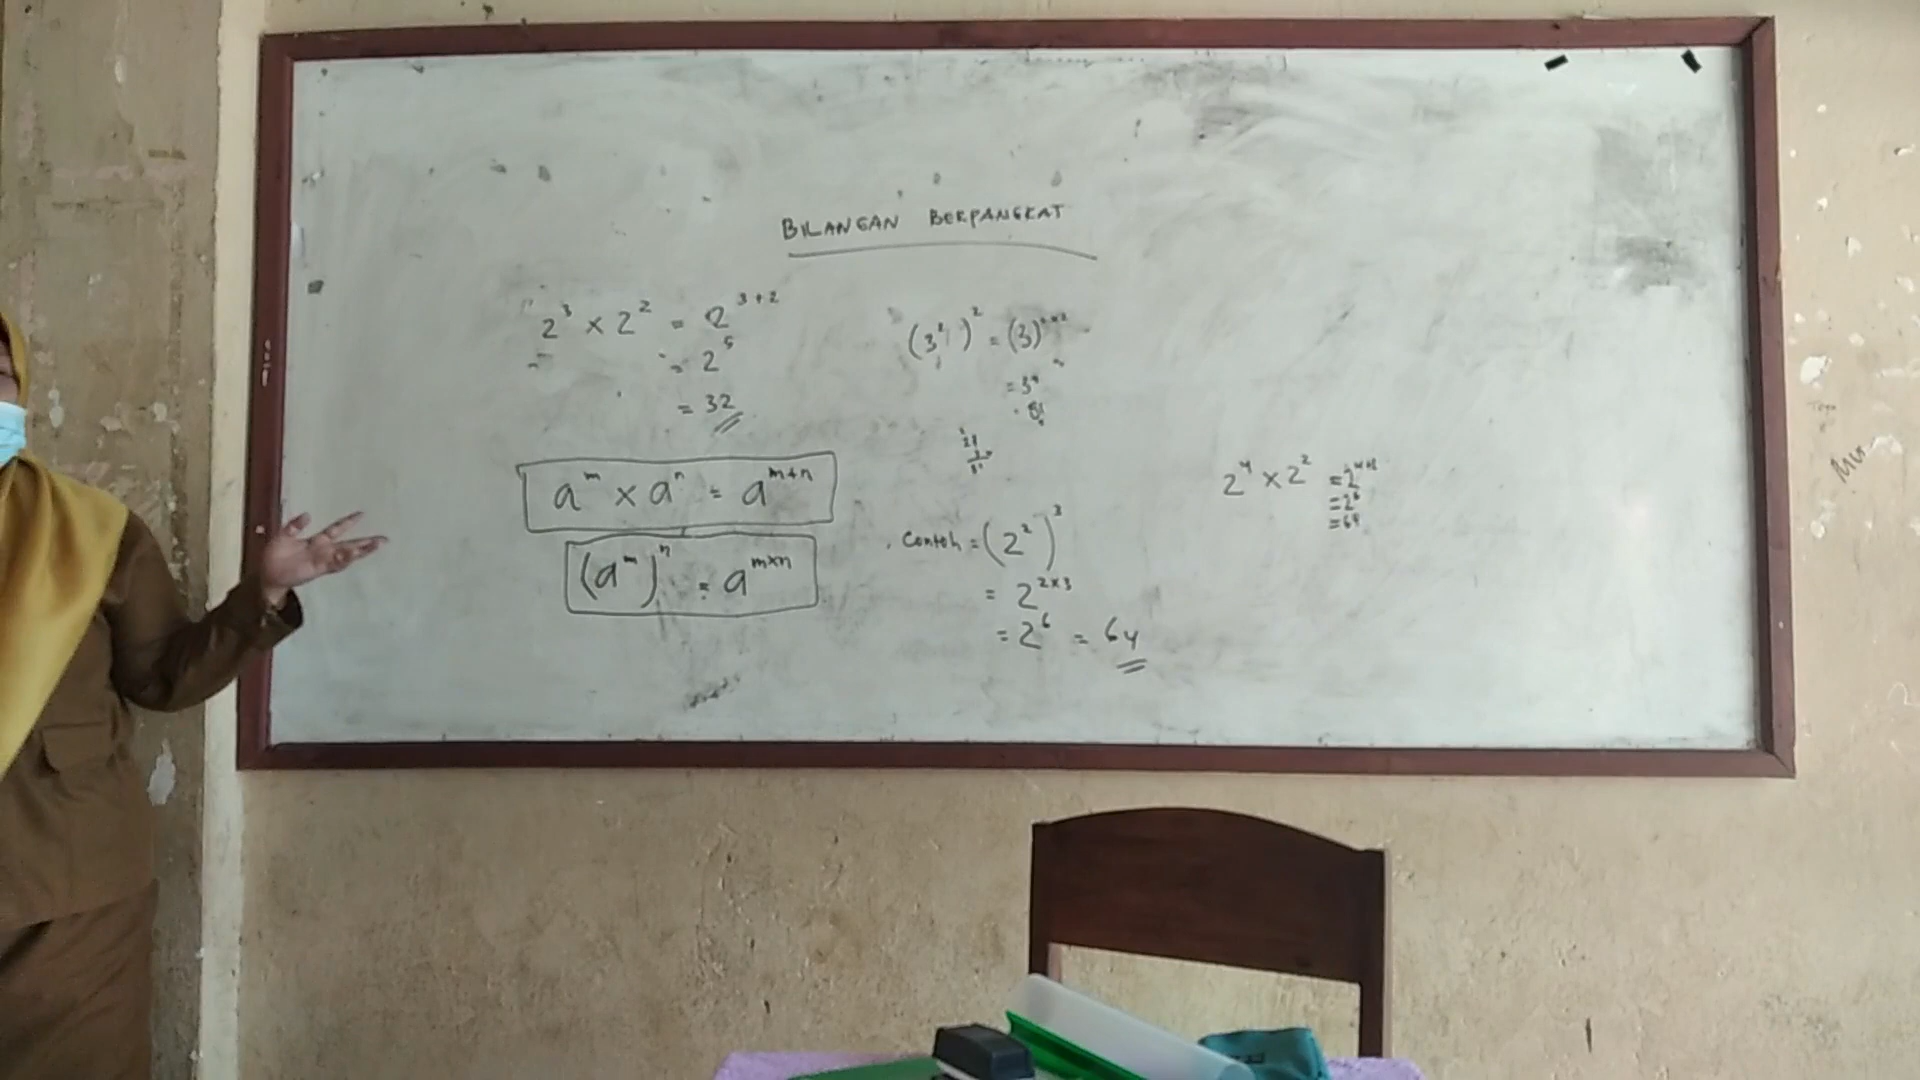 BILANGAN BERPANGKAT
2³ × 2² = 2³⁺²
= 2⁵
= 32
aᵐ × aⁿ = aᵐ⁺ⁿ
(aᵐ)ⁿ = aᵐˣⁿ
(3²)² = (3)²ˣ²
= 3⁴
= 81
Contoh = (2²)³
= 2²ˣ³
= 2⁶ = 64
2⁴ × 2² = 2⁴⁺²
= 2⁶
= 64